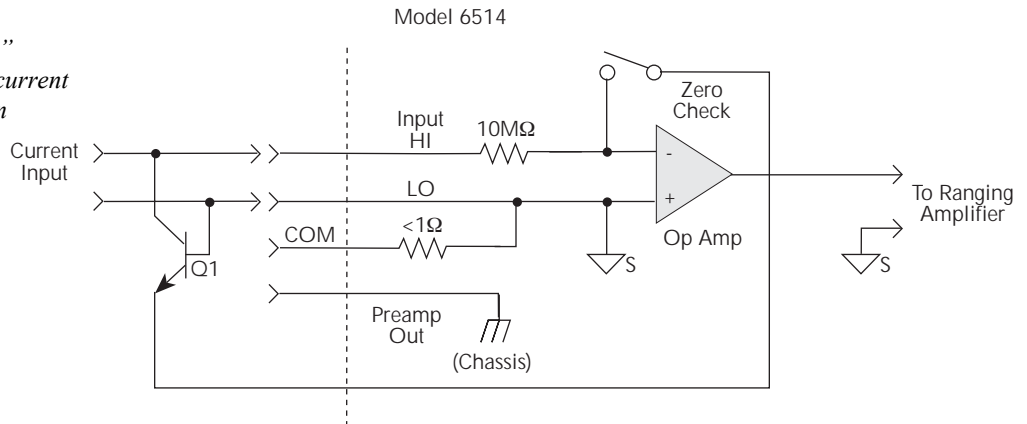 Model 6514
”
current
n
Current
Input
Input
HI
10MΩ
Zero
Check
-
LO
+
<1Ω
COM
Op Amp
To Ranging
Amplifier
S
S
Q1
Preamp
Out
(Chassis)